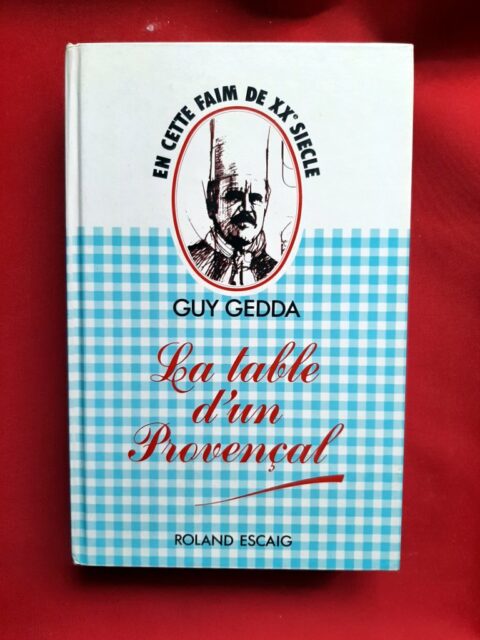 EN CETTE FAIM DE XXe SIECLE
GUY GEDDA
La table
d'un
Provençal
ROLAND ESCAIG